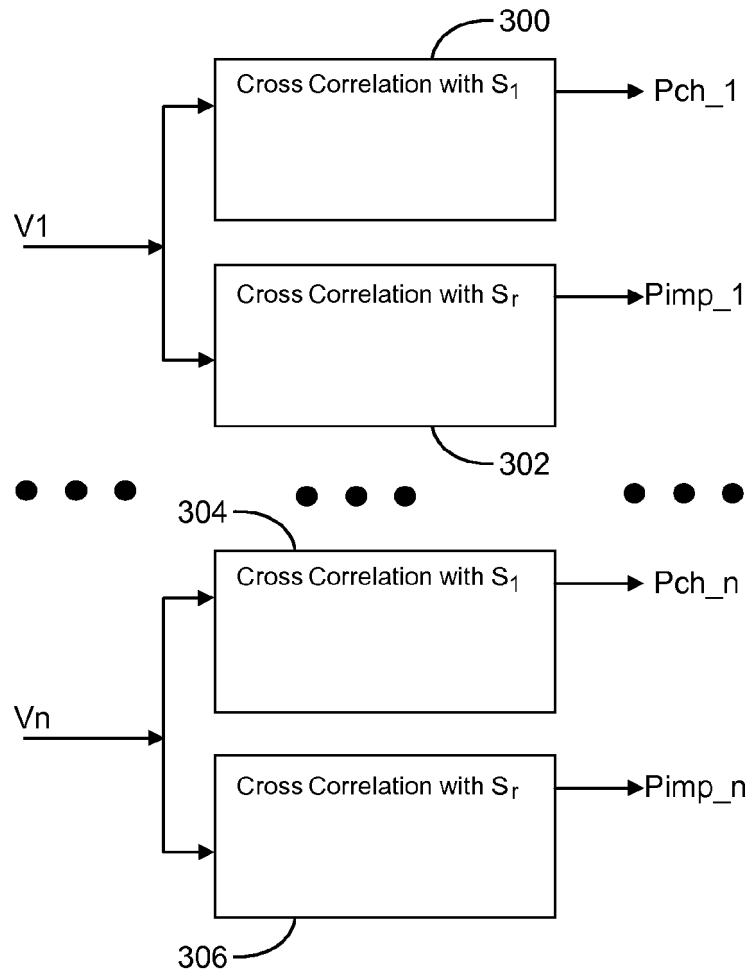 300
Cross Correlation with S₁
Pch_1
V1
Cross Correlation with Sᵣ
Pimp_1
302
304
Cross Correlation with S₁
Pch_n
Vn
Cross Correlation with Sᵣ
Pimp_n
306